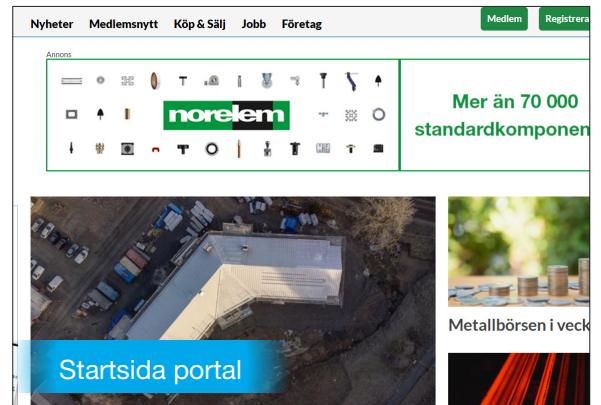 Nyheter Medlemsnytt Köp & Sälj Jobb Företag Medlem Registrera
Annons
norelem
Mer än 70 000
standardkomponen
Metallbörsen i veck
Startsida portal